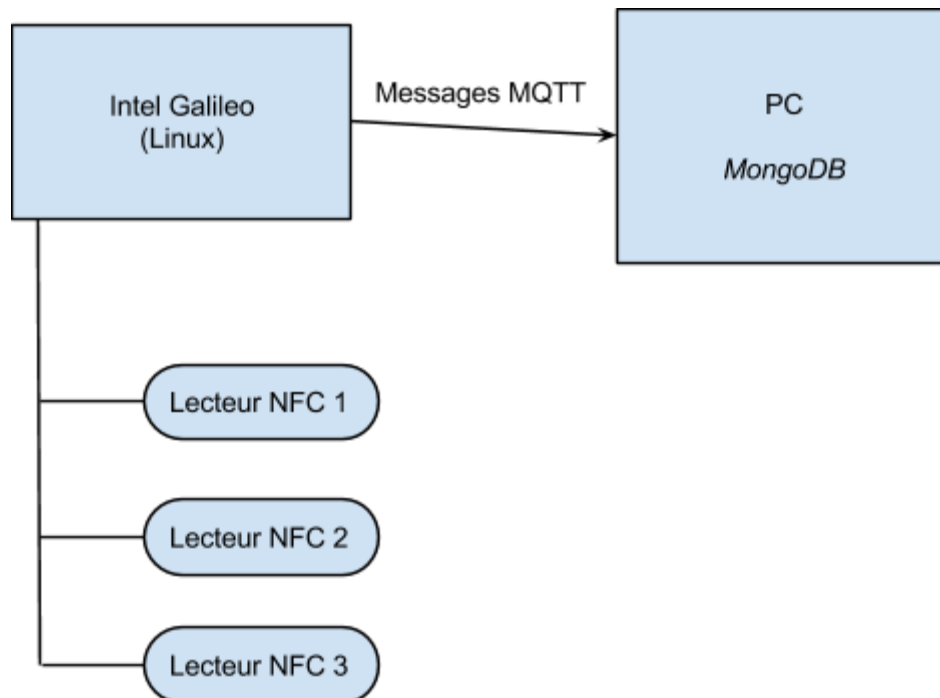 Intel Galileo
(Linux)
Messages MQTT
PC
MongoDB
Lecteur NFC 1
Lecteur NFC 2
Lecteur NFC 3